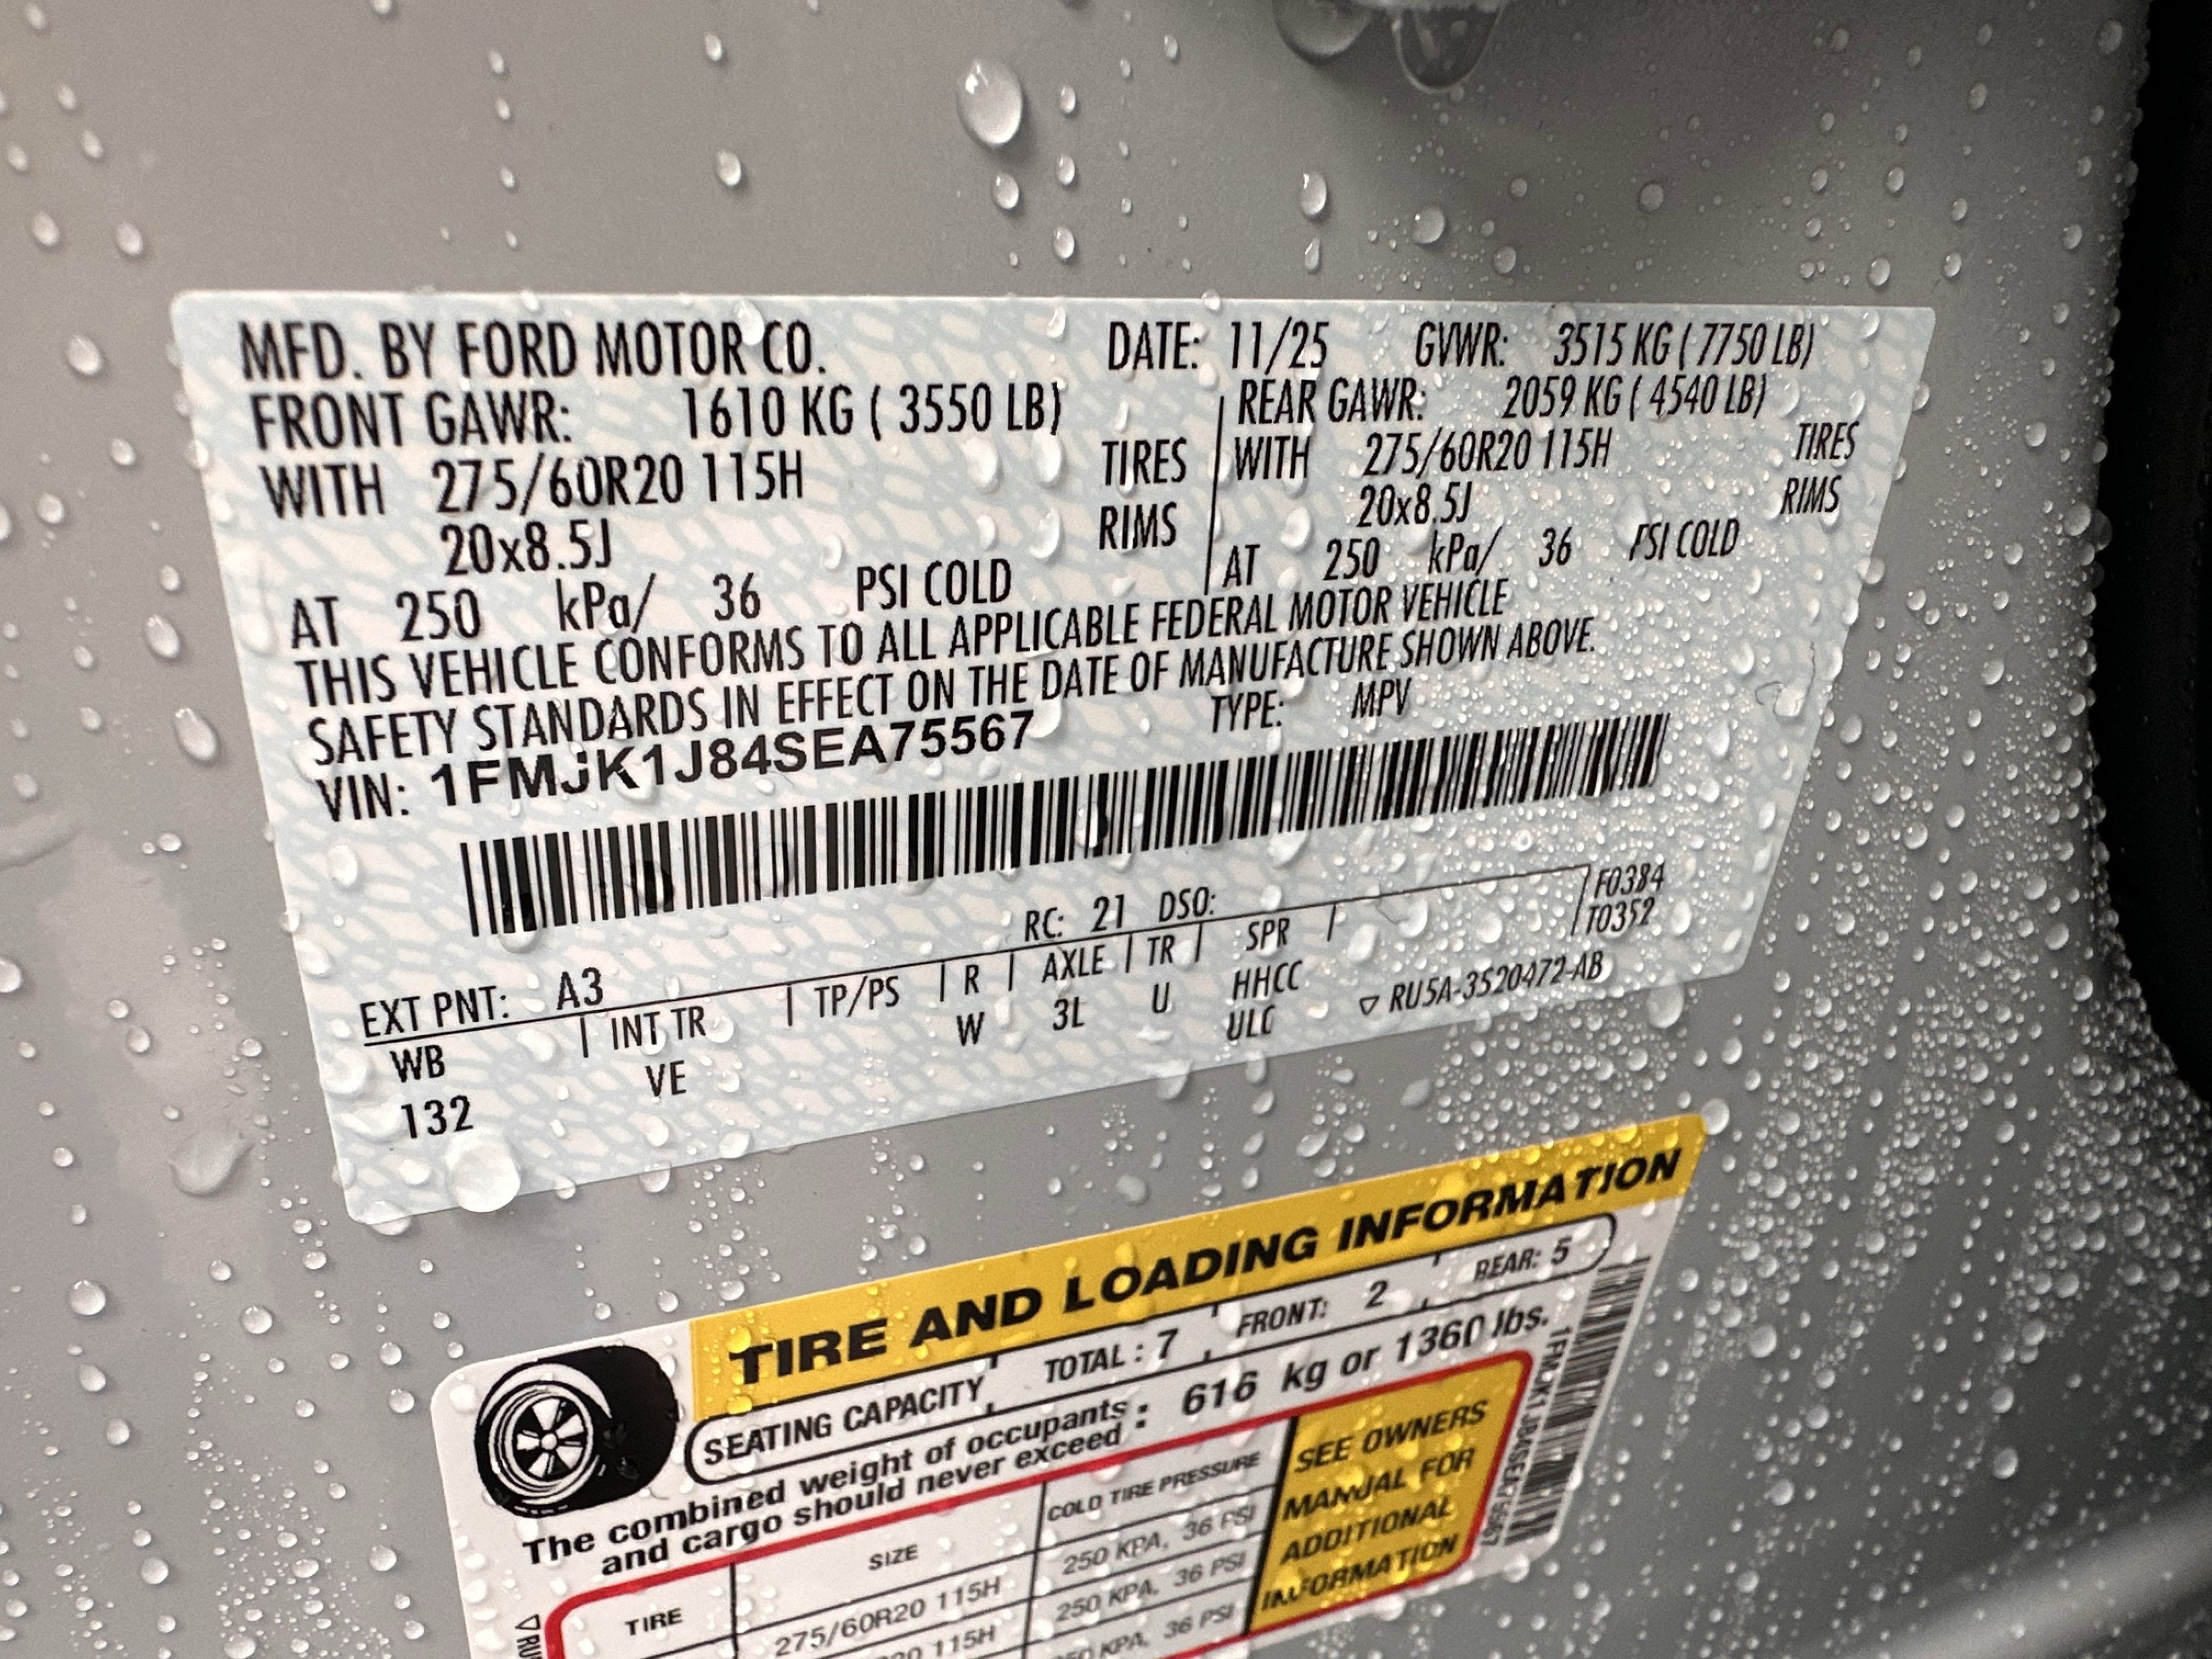 MFD. BY FORD MOTOR CO. DATE: 11/25 GVWR: 3515 KG ( 7750 LB)
FRONT GAWR: 1610 KG ( 3550 LB) REAR GAWR: 2059 KG ( 4540 LB)
WITH 275/60R20 115H TIRES WITH 275/60R20 115H TIRES
20x8.5J RIMS 20x8.5J RIMS
AT 250 kPa/ 36 PSI COLD AT 250 kPa/ 36 PSI COLD
THIS VEHICLE CONFORMS TO ALL APPLICABLE FEDERAL MOTOR VEHICLE
SAFETY STANDARDS IN EFFECT ON THE DATE OF MANUFACTURE SHOWN ABOVE.
VIN: 1FMJK1J84SEA75567 TYPE: MPV
F0384
T0352
EXT PNT: A3 RC: 21 DSO:
WB INT TR TP/PS R AXLE TR SPR
132 VE W 3L U HHCC
ULC
RU5A-3520472-AB
TIRE AND LOADING INFORMATION
SEATING CAPACITY TOTAL : 7 FRONT: 2 REAR: 5
The combined weight of occupants
and cargo should never exceed : 616 kg or 1360 lbs.
TIRE SIZE COLD TIRE PRESSURE
275/60R20 115H 250 KPA, 36 PSI
115H 250 KPA, 36 PSI
KPA, 36 PSI
SEE OWNERS
MANUAL FOR
ADDITIONAL
INFORMATION
1FMJK1J84SEA75567